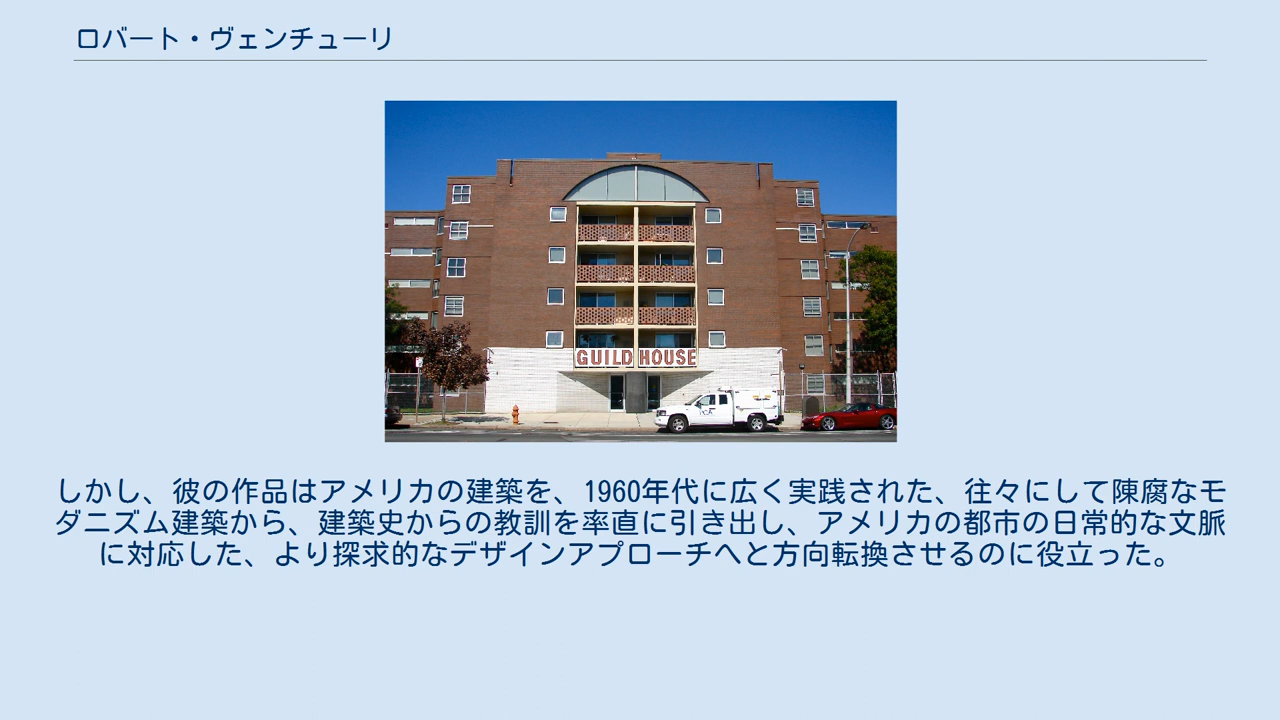 ロバート・ヴェンチューリ
GUILD HOUSE
しかし、彼の作品はアメリカの建築を、1960年代に広く実践された、往々にして陳腐なモ
ダニズム建築から、建築史からの教訓を率直に引き出し、アメリカの都市の日常的な文脈
に対応した、より探求的なデザインアプローチへと方向転換させるのに役立った。